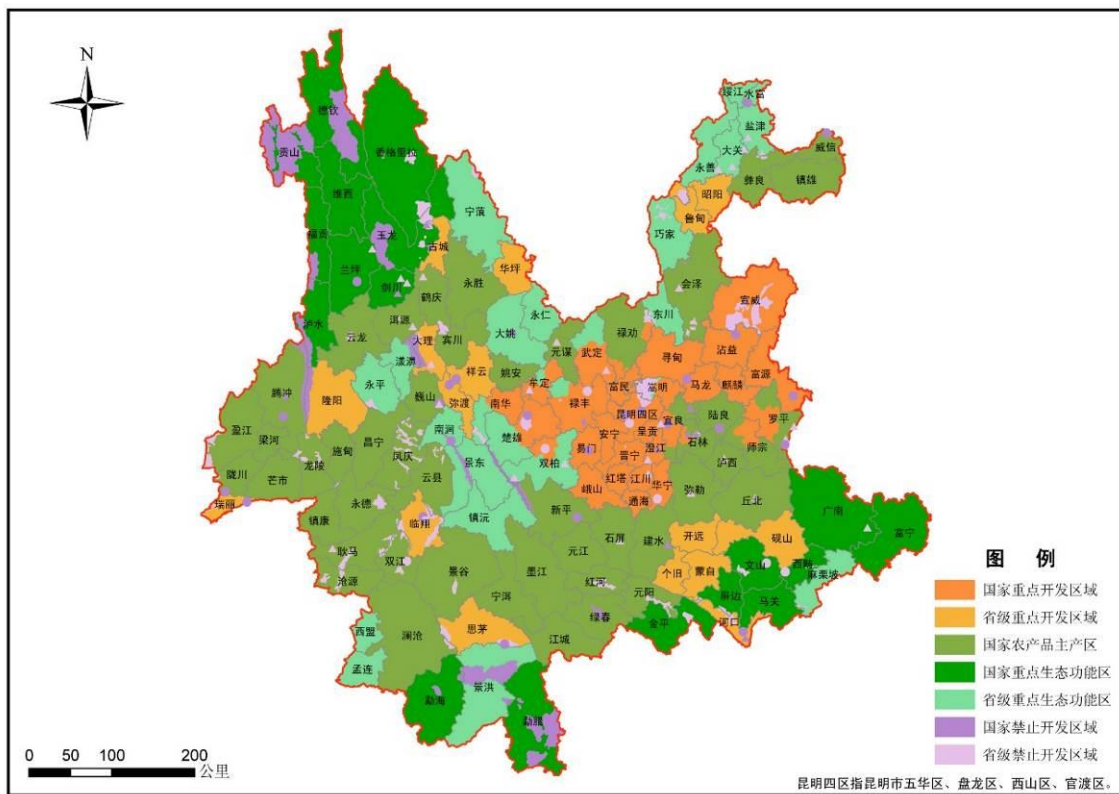 N
绥江 水富
盐津
德钦
威信
大关
贡山
香格里拉
永善
彝良 镇雄
昭阳
维西
宁蒗
鲁甸
福贡
玉龙
巧家
古城
兰坪
华坪
会泽
剑川
永胜
宣威
鹤庆
永仁
东川
泸水
洱源
大姚
禄劝
云龙
大理 宾川
元谋 武定
寻甸
沾益
漾濞
祥云
姚安
牟定
富民
嵩明
马龙 麒麟
富源
永平
巍山
弥渡
南华
禄丰
腾冲
隆阳
昆明四区
宜良
陆良
罗平
南涧
楚雄
安宁
呈贡
盈江
昌宁
易门
澄江
石林
师宗
梁河
施甸
凤庆
景东
双柏
晋宁
泸西
龙陵
云县
红塔 江川
华宁
陇川
芒市
峨山
通海
弥勒
瑞丽
永德
镇沅
新平
丘北
广南
镇康
临翔
石屏
建水
开远
砚山
富宁
耿马
双江
元江
沧源
景谷
墨江
红河
个旧
蒙自
文山
西畴
麻栗坡
宁洱
元阳
屏边
马关
绿春
河口
西盟
澜沧
思茅
江城
金平
孟连
景洪
勐海
勐腊
图 例
国家重点开发区域
省级重点开发区域
国家农产品主产区
国家重点生态功能区
省级重点生态功能区
国家禁止开发区域
省级禁止开发区域
0 50 100 200
公里
昆明四区指昆明市五华区、盘龙区、西山区、官渡区。